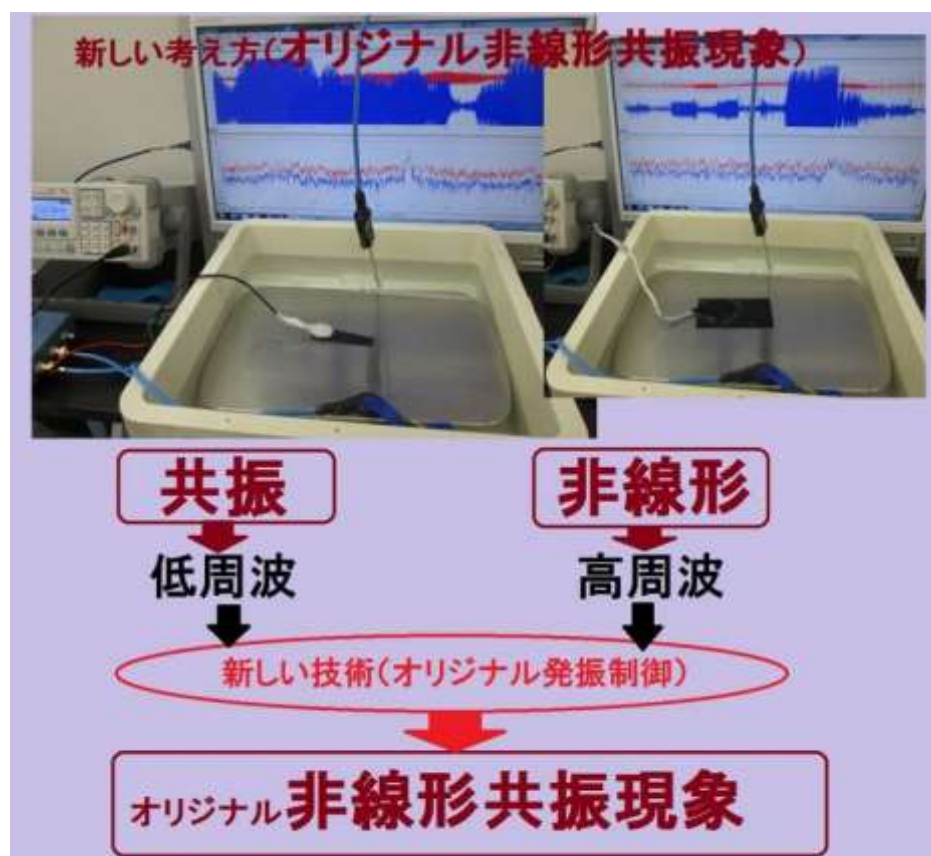 新しい考え方(オリジナル非線形共振現象)
共振
非線形
低周波
高周波
新しい技術(オリジナル発振制御)
オリジナル非線形共振現象